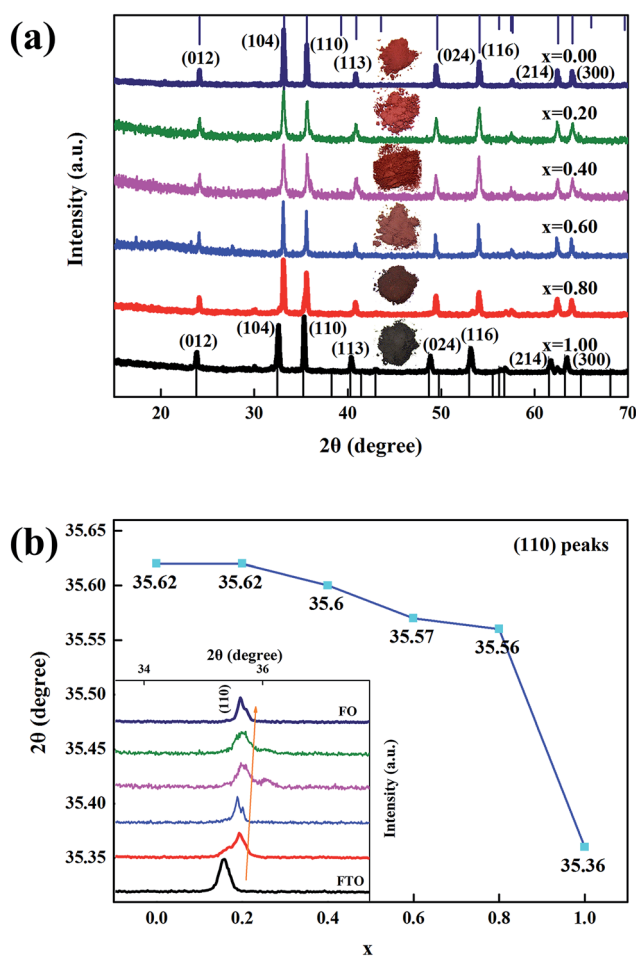 (a)
(104)
(110)
(012)
(113)
(024)
(116)
(214)
(300)
x=0.00
x=0.20
x=0.40
x=0.60
x=0.80
x=1.00
(012)
(104)
(110)
(113)
(024)
(116)
(214)
(300)
Intensity (a.u.)
20 30 40 50 60 70
2θ (degree)
(b)
(110) peaks
35.65
35.60
35.55
35.50
35.45
35.40
35.35
2θ (degree)
35.62
35.62
35.6
35.57
35.56
35.36
2θ (degree)
34 36
(110)
FO
FTO
Intensity (a.u.)
0.0 0.2 0.4 0.6 0.8 1.0
x